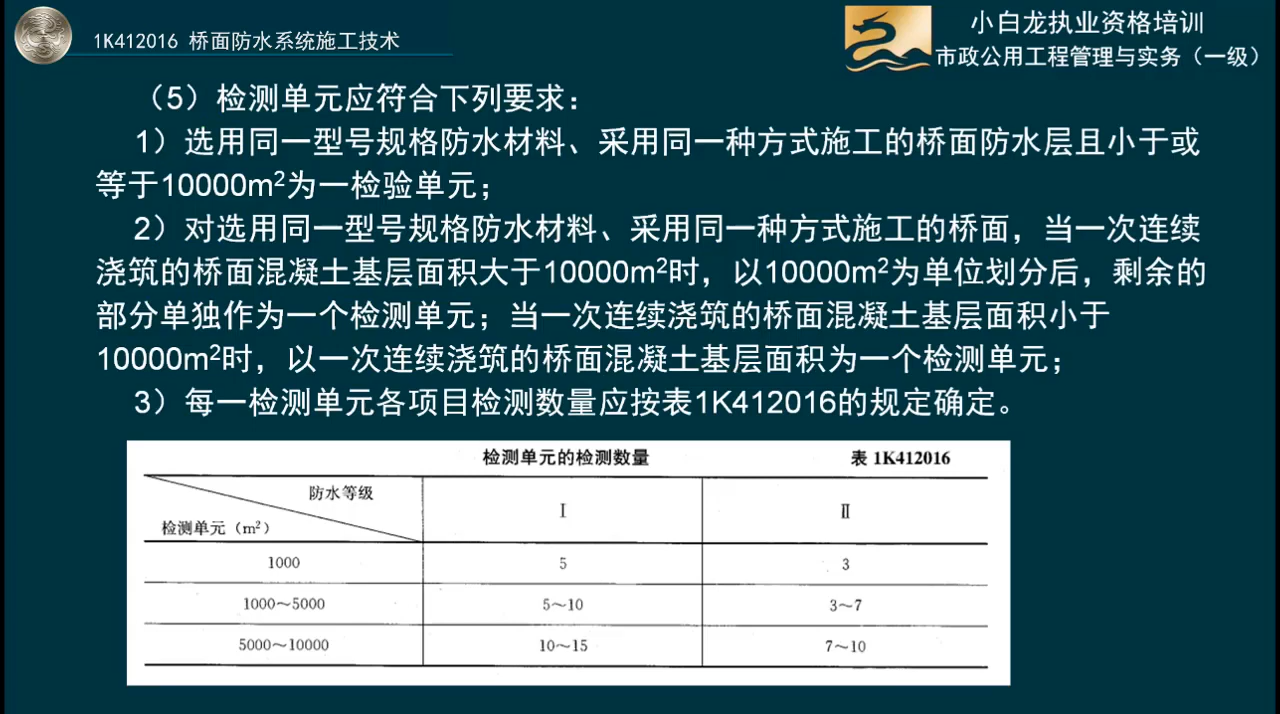 1K412016 桥面防水系统施工技术
小白龙执业资格培训
市政公用工程管理与实务（一级）
（5）检测单元应符合下列要求：
1）选用同一型号规格防水材料、采用同一种方式施工的桥面防水层且小于或
等于10000m²为一检验单元；
2）对选用同一型号规格防水材料、采用同一种方式施工的桥面，当一次连续
浇筑的桥面混凝土基层面积大于10000m²时，以10000m²为单位划分后，剩余的
部分单独作为一个检测单元；当一次连续浇筑的桥面混凝土基层面积小于
10000m²时，以一次连续浇筑的桥面混凝土基层面积为一个检测单元；
3）每一检测单元各项目检测数量应按表1K412016的规定确定。
检测单元的检测数量 表 1K412016
防水等级 Ⅰ Ⅱ
检测单元（m²）
1000 5 3
1000～5000 5～10 3～7
5000～10000 10～15 7～10